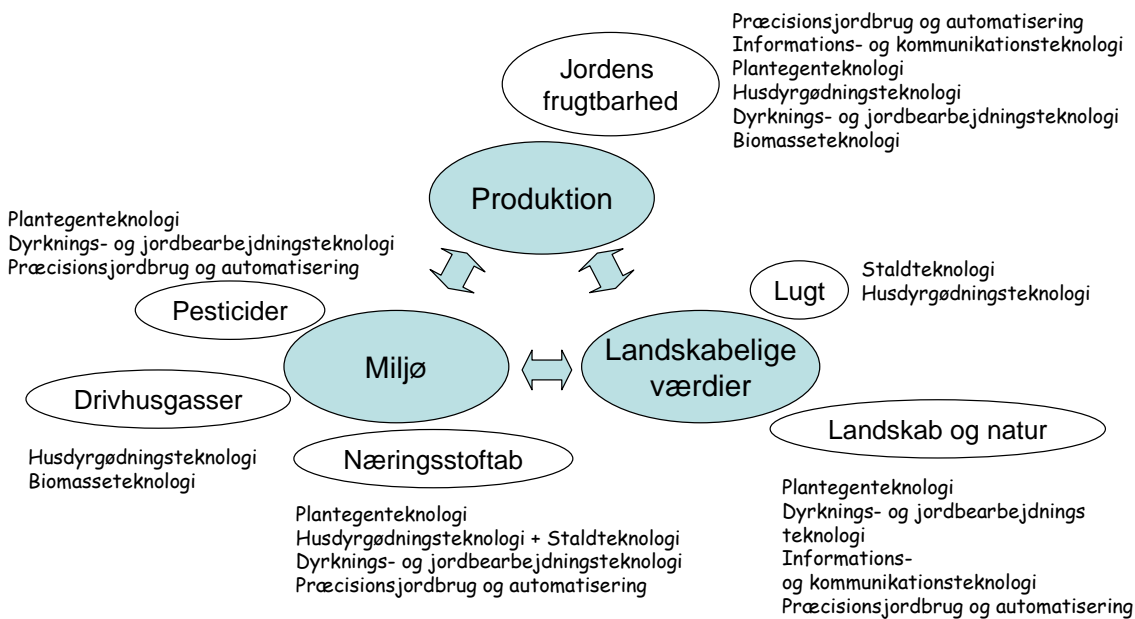 Præcisionsjordbrug og automatisering
Informations- og kommunikationsteknologi
Plantegenteknologi
Husdyrgødningsteknologi
Dyrknings- og jordbearbejdningsteknologi
Biomasseteknologi
Jordens
frugtbarhed
Produktion
Plantegenteknologi
Dyrknings- og jordbearbejdningsteknologi
Præcisionsjordbrug og automatisering
Pesticider
Lugt
Staldteknologi
Husdyrgødningsteknologi
Miljø
Landskabelige
værdier
Drivhusgasser
Husdyrgødningsteknologi
Biomasseteknologi
Næringsstoftab
Plantegenteknologi
Husdyrgødningsteknologi + Staldteknologi
Dyrknings- og jordbearbejdningsteknologi
Præcisionsjordbrug og automatisering
Landskab og natur
Plantegenteknologi
Dyrknings- og jordbearbejdnings
teknologi
Informations-
og kommunikationsteknologi
Præcisionsjordbrug og automatisering